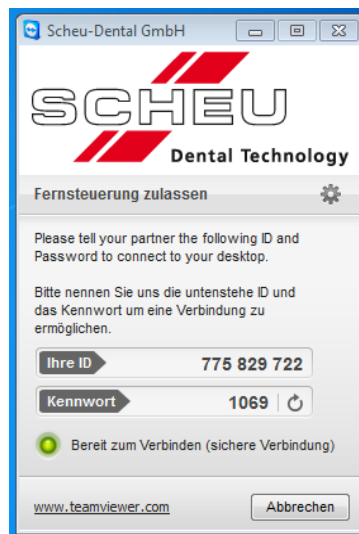 Scheu-Dental GmbH
SCHEU
Dental Technology
Fernsteuerung zulassen
Please tell your partner the following ID and
Password to connect to your desktop.
Bitte nennen Sie uns die untenstehe ID und
das Kennwort um eine Verbindung zu
ermöglichen.
Ihre ID 775 829 722
Kennwort 1069
Bereit zum Verbinden (sichere Verbindung)
www.teamviewer.com Abbrechen